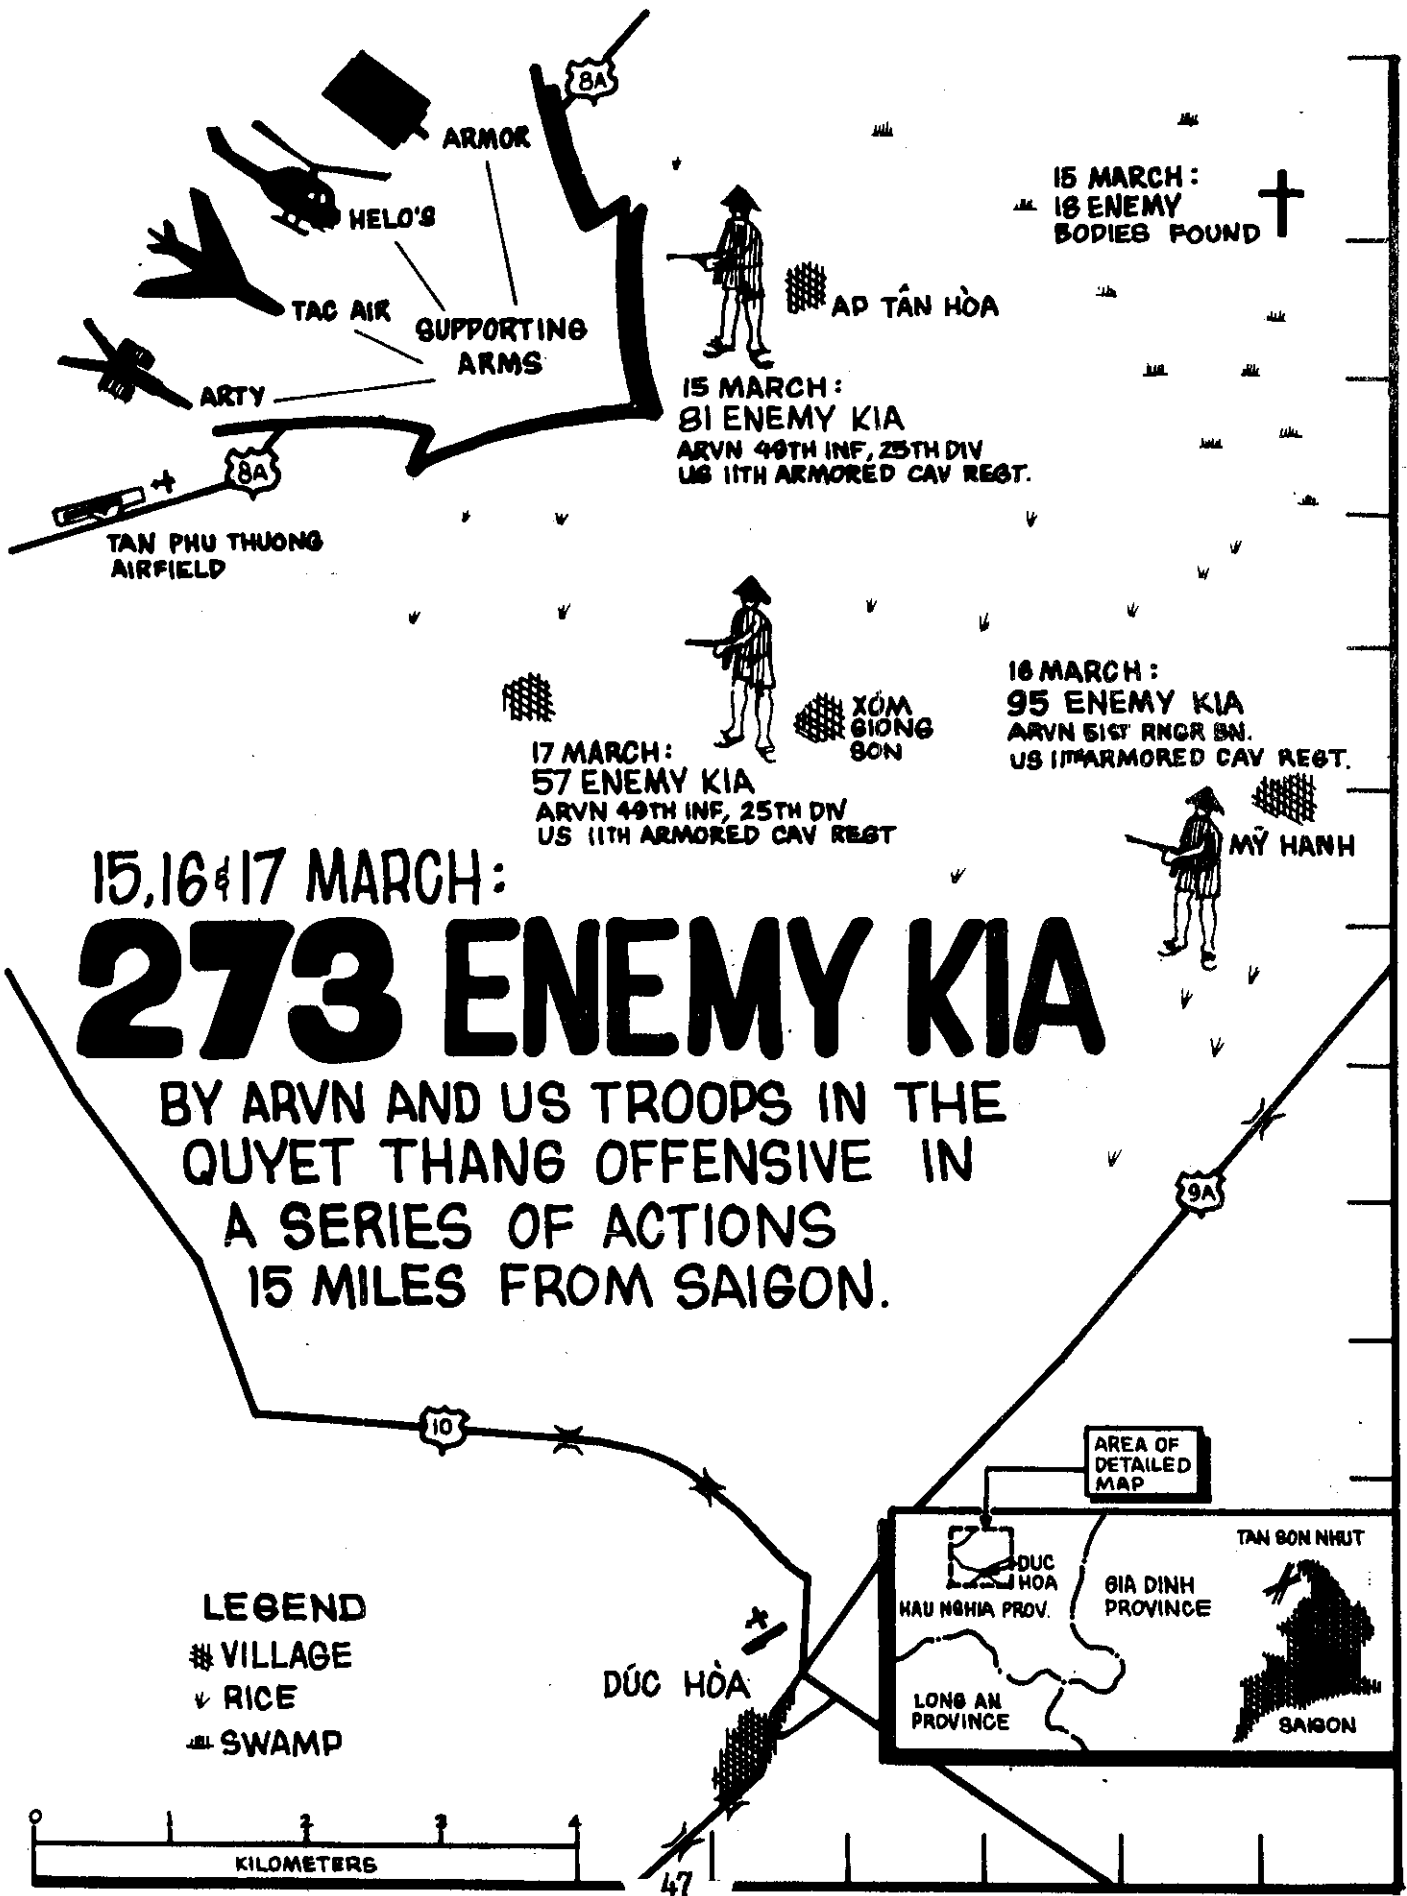 8A
ARMOR
HELO'S
TAC AIR
SUPPORTING
ARMS
ARTY
8A
TAN PHU THUONG
AIRFIELD
15 MARCH:
18 ENEMY
BODIES FOUND
AP TÂN HÒA
15 MARCH:
81 ENEMY KIA
ARVN 49TH INF, 25TH DIV
US 11TH ARMORED CAV REGT.
XÓM
GIONG
SON
17 MARCH:
57 ENEMY KIA
ARVN 49TH INF, 25TH DIV
US 11TH ARMORED CAV REGT
16 MARCH:
95 ENEMY KIA
ARVN 51ST RNGR BN.
US 11TH ARMORED CAV REGT.
MỸ HANH
15,16 & 17 MARCH:
273 ENEMY KIA
BY ARVN AND US TROOPS IN THE
QUYET THANG OFFENSIVE IN
A SERIES OF ACTIONS
15 MILES FROM SAIGON.
9A
10
AREA OF
DETAILED
MAP
DUC
HOA
HAU NGHIA PROV.
GIA DINH
PROVINCE
TAN SON NHUT
LONG AN
PROVINCE
SAIGON
DÚC HÒA
LEGEND
VILLAGE
RICE
SWAMP
0 1 2 3 4
KILOMETERS
47